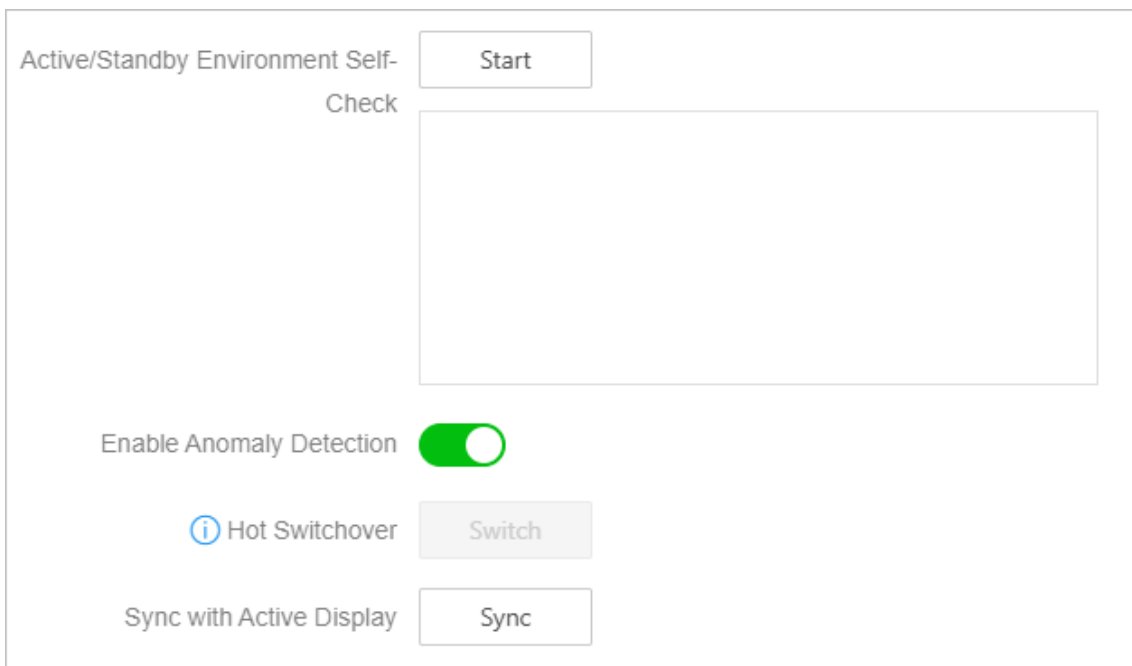 Active/Standby Environment Self-
Start
Check
Enable Anomaly Detection
Hot Switchover
Switch
Sync with Active Display
Sync